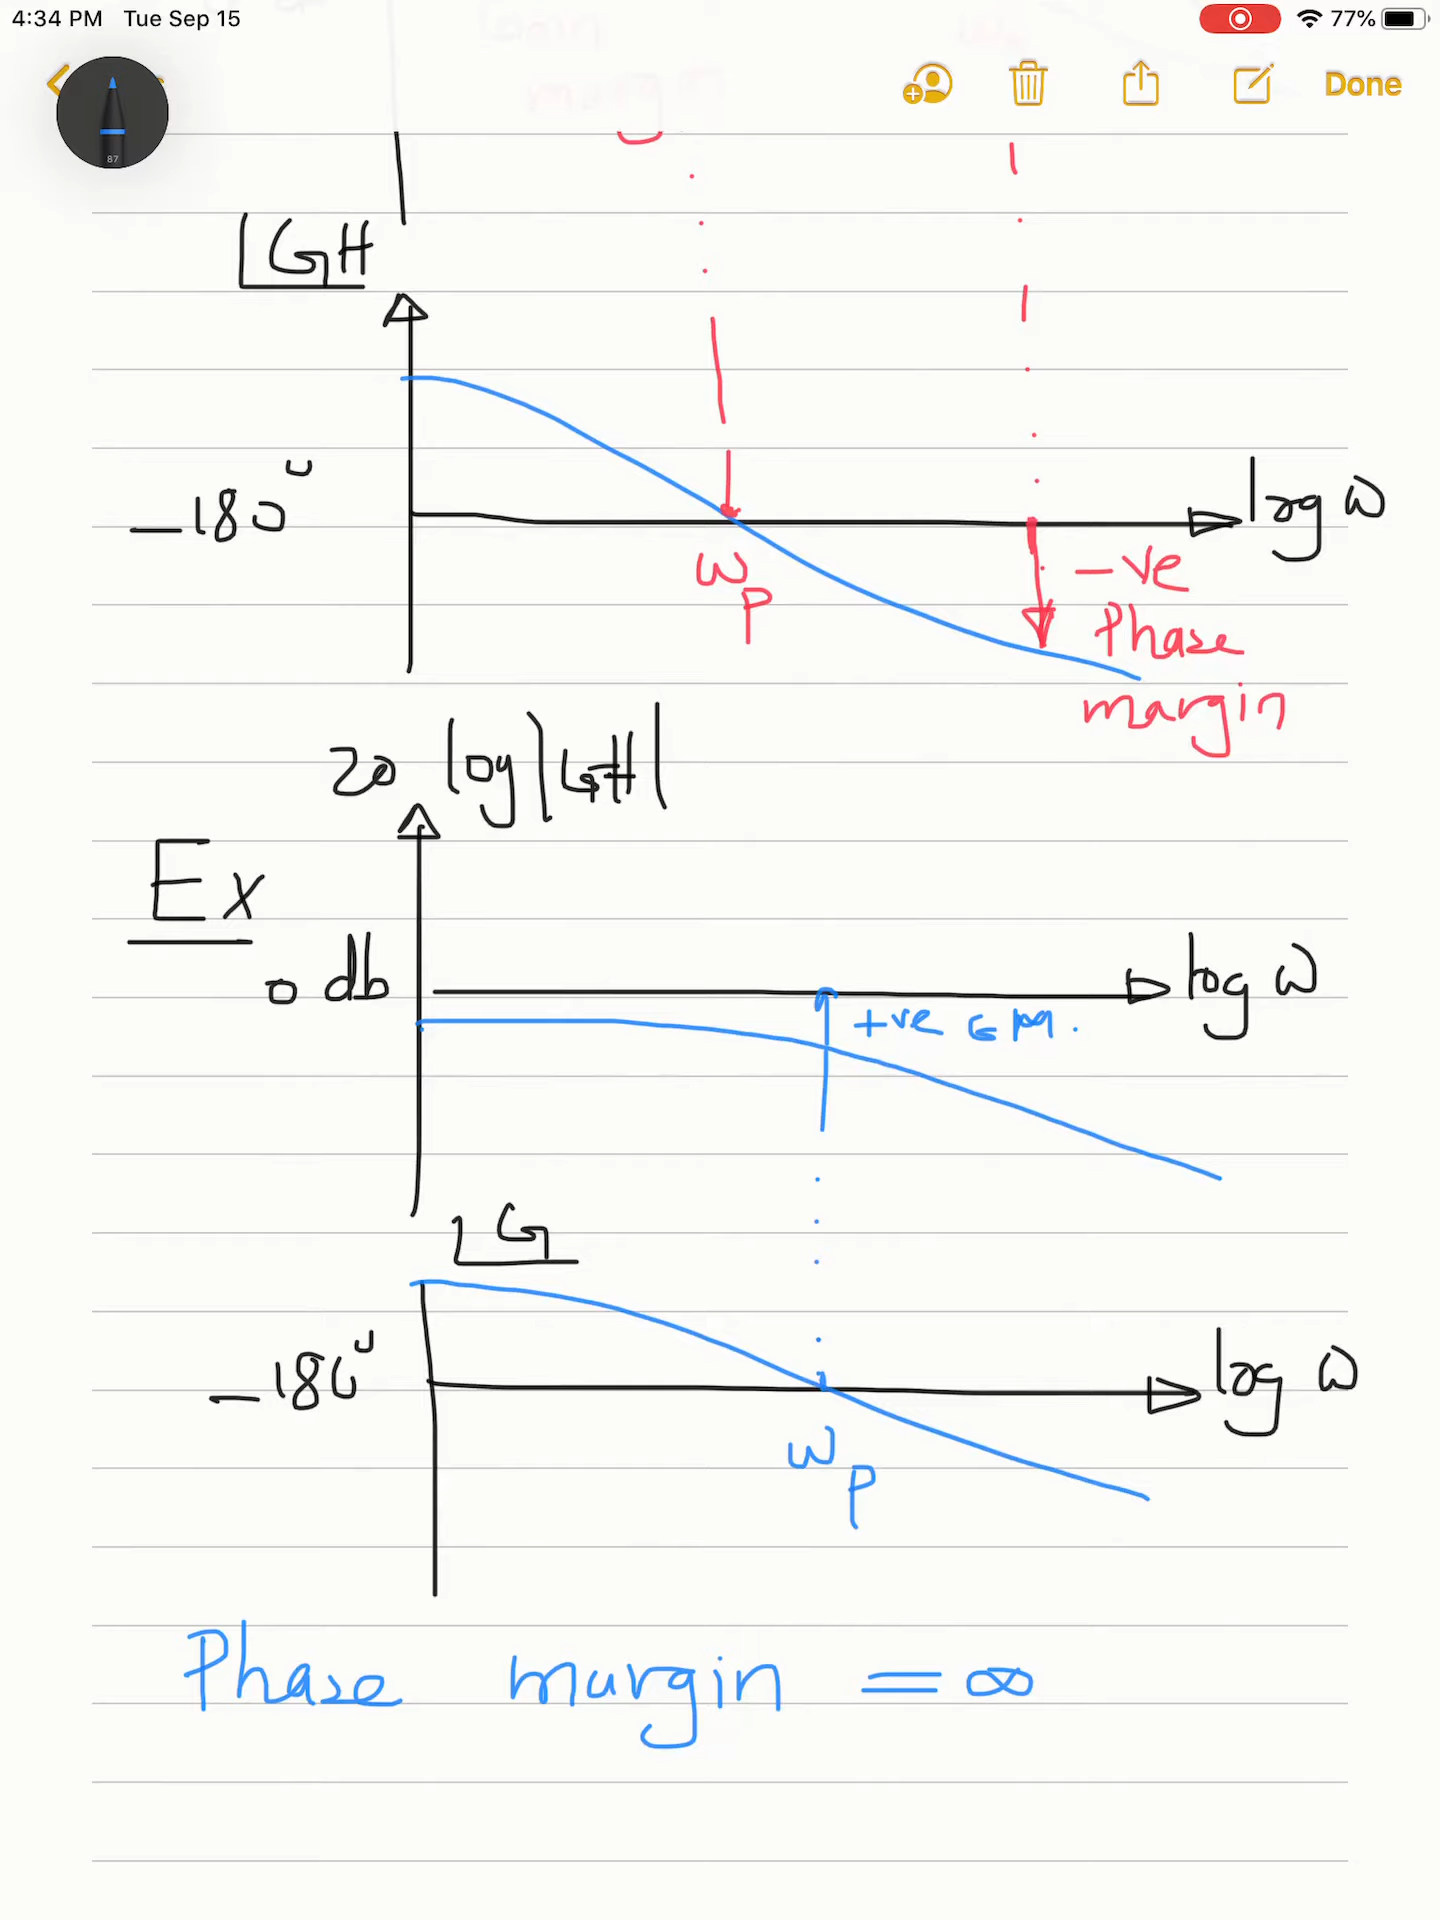 4:34 PM Tue Sep 15
77%
Done
87
∠GH
-180°
log ω
ωp
-ve
Phase
margin
20 log|GH|
Ex
0 db
log ω
+ve GM.
∠G
-180°
log ω
ωp
Phase margin = ∞